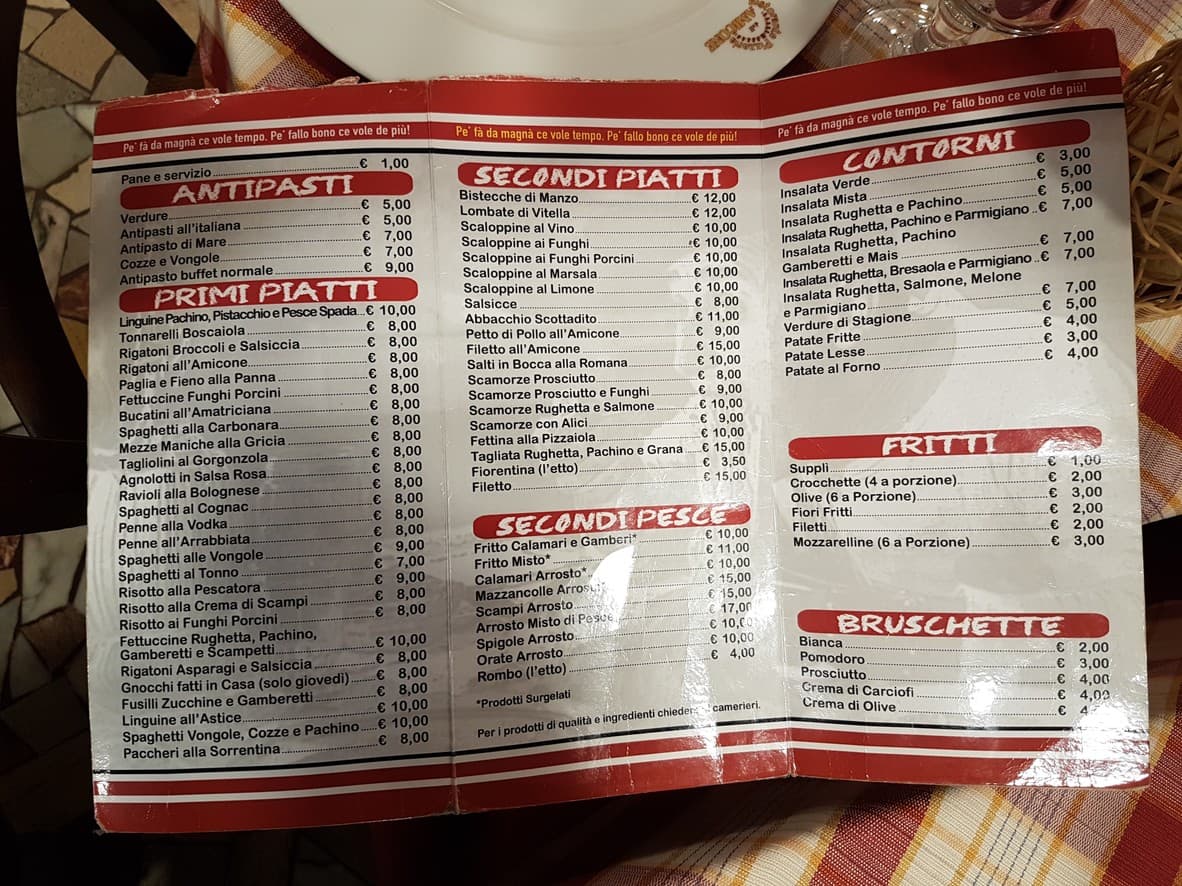 Pe' fà da magnà ce vole tempo. Pe' fallo bono ce vole de più!
Pane e servizio € 1,00
ANTIPASTI
Verdure € 5,00
Antipasti all'italiana € 5,00
Antipasto di Mare € 7,00
Cozze e Vongole € 7,00
Antipasto buffet normale € 9,00
PRIMI PIATTI
Linguine Pachino, Pistacchio e Pesce Spada € 10,00
Tonnarelli Boscaiola € 8,00
Rigatoni Broccoli e Salsiccia € 8,00
Rigatoni all'Amicone € 8,00
Paglia e Fieno alla Panna € 8,00
Fettuccine Funghi Porcini € 8,00
Bucatini all'Amatriciana € 8,00
Spaghetti alla Carbonara € 8,00
Mezze Maniche alla Gricia € 8,00
Tagliolini al Gorgonzola € 8,00
Agnolotti in Salsa Rosa € 8,00
Ravioli alla Bolognese € 8,00
Spaghetti al Cognac € 8,00
Penne alla Vodka € 8,00
Penne all'Arrabbiata € 8,00
Spaghetti alle Vongole € 9,00
Spaghetti al Tonno € 7,00
Risotto alla Pescatora € 9,00
Risotto alla Crema di Scampi € 8,00
Risotto ai Funghi Porcini € 8,00
Fettuccine Rughetta, Pachino,
Gamberetti e Scampetti € 10,00
Rigatoni Asparagi e Salsiccia € 8,00
Gnocchi fatti in Casa (solo giovedì) € 8,00
Fusilli Zucchine e Gamberetti € 8,00
Linguine all'Astice € 10,00
Spaghetti Vongole, Cozze e Pachino € 10,00
Paccheri alla Sorrentina € 8,00
Pe' fà da magnà ce vole tempo. Pe' fallo bono ce vole de più!
SECONDI PIATTI
Bistecche di Manzo € 12,00
Lombate di Vitella € 12,00
Scaloppine al Vino € 10,00
Scaloppine ai Funghi € 10,00
Scaloppine ai Funghi Porcini € 10,00
Scaloppine al Marsala € 10,00
Scaloppine al Limone € 10,00
Salsicce € 8,00
Abbacchio Scottadito € 11,00
Petto di Pollo all'Amicone € 9,00
Filetto all'Amicone € 15,00
Salti in Bocca alla Romana € 10,00
Scamorze Prosciutto € 8,00
Scamorze Prosciutto e Funghi € 9,00
Scamorze Rughetta e Salmone € 10,00
Scamorze con Alici € 9,00
Fettina alla Pizzaiola € 10,00
Tagliata Rughetta, Pachino e Grana € 15,00
Fiorentina (l'etto) € 3,50
Filetto € 15,00
SECONDI PESCE
Fritto Calamari e Gamberi* € 10,00
Fritto Misto* € 11,00
Calamari Arrosto* € 10,00
Mazzancolle Arrosto € 15,00
Scampi Arrosto € 15,00
Arrosto Misto di Pesce € 17,00
Spigole Arrosto € 10,00
Orate Arrosto € 10,00
Rombo (l'etto) € 4,00
*Prodotti Surgelati
Per i prodotti di qualità e ingredienti chiedere camerieri.
Pe' fà da magnà ce vole tempo. Pe' fallo bono ce vole de più!
CONTORNI
Insalata Verde € 3,00
Insalata Mista € 5,00
Insalata Rughetta e Pachino € 5,00
Insalata Rughetta, Pachino e Parmigiano € 7,00
Insalata Rughetta, Pachino
Gamberetti e Mais € 7,00
Insalata Rughetta, Bresaola e Parmigiano € 7,00
Insalata Rughetta, Salmone, Melone
e Parmigiano € 7,00
Verdure di Stagione € 5,00
Patate Fritte € 4,00
Patate Lesse € 3,00
Patate al Forno € 4,00
FRITTI
Supplì € 1,00
Crocchette (4 a porzione) € 2,00
Olive (6 a Porzione) € 3,00
Fiori Fritti € 2,00
Filetti € 2,00
Mozzarelline (6 a Porzione) € 3,00
BRUSCHETTE
Bianca € 2,00
Pomodoro € 3,00
Prosciutto € 4,00
Crema di Carciofi € 4,00
Crema di Olive €